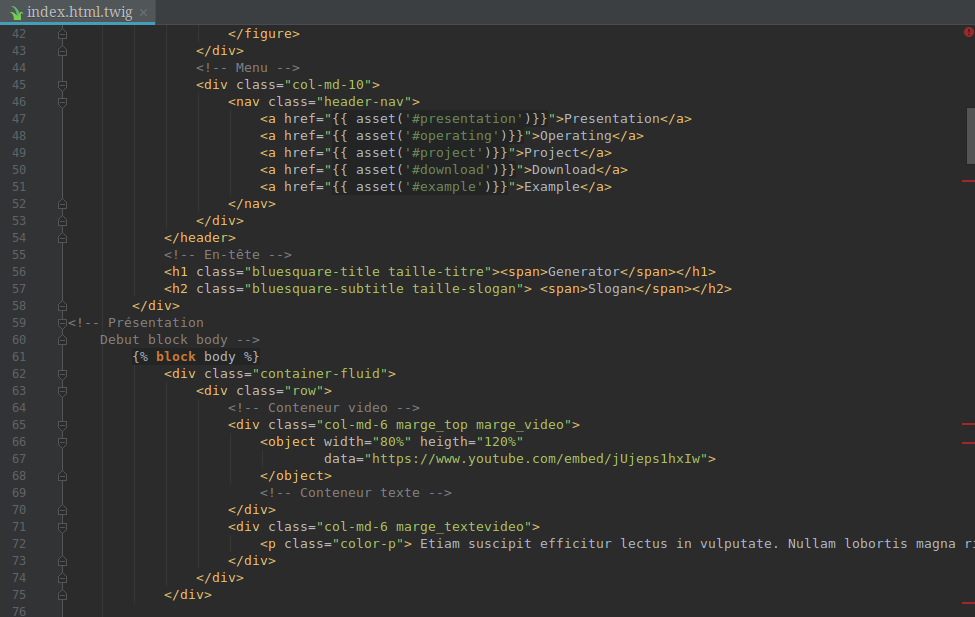 index.html.twig
42 </figure>
43 </div>
44 <!-- Menu -->
45 <div class="col-md-10">
46 <nav class="header-nav">
47 <a href="{{ asset('#presentation')}}">Presentation</a>
48 <a href="{{ asset('#operating')}}">Operating</a>
49 <a href="{{ asset('#project')}}">Project</a>
50 <a href="{{ asset('#download')}}">Download</a>
51 <a href="{{ asset('#example')}}">Example</a>
52 </nav>
53 </div>
54 </header>
55 <!-- En-tête -->
56 <h1 class="bluesquare-title taille-titre"><span>Generator</span></h1>
57 <h2 class="bluesquare-subtitle taille-slogan"> <span>Slogan</span></h2>
58 </div>
59 <!-- Présentation
60 Debut block body -->
61 {% block body %}
62 <div class="container-fluid">
63 <div class="row">
64 <!-- Conteneur video -->
65 <div class="col-md-6 marge_top marge_video">
66 <object width="80%" heigth="120%"
67 data="https://www.youtube.com/embed/jUjeps1hxIw">
68 </object>
69 <!-- Conteneur texte -->
70 </div>
71 <div class="col-md-6 marge_textevideo">
72 <p class="color-p"> Etiam suscipit efficitur lectus in vulputate. Nullam lobortis magna
73 </div>
74 </div>
75 </div>
76